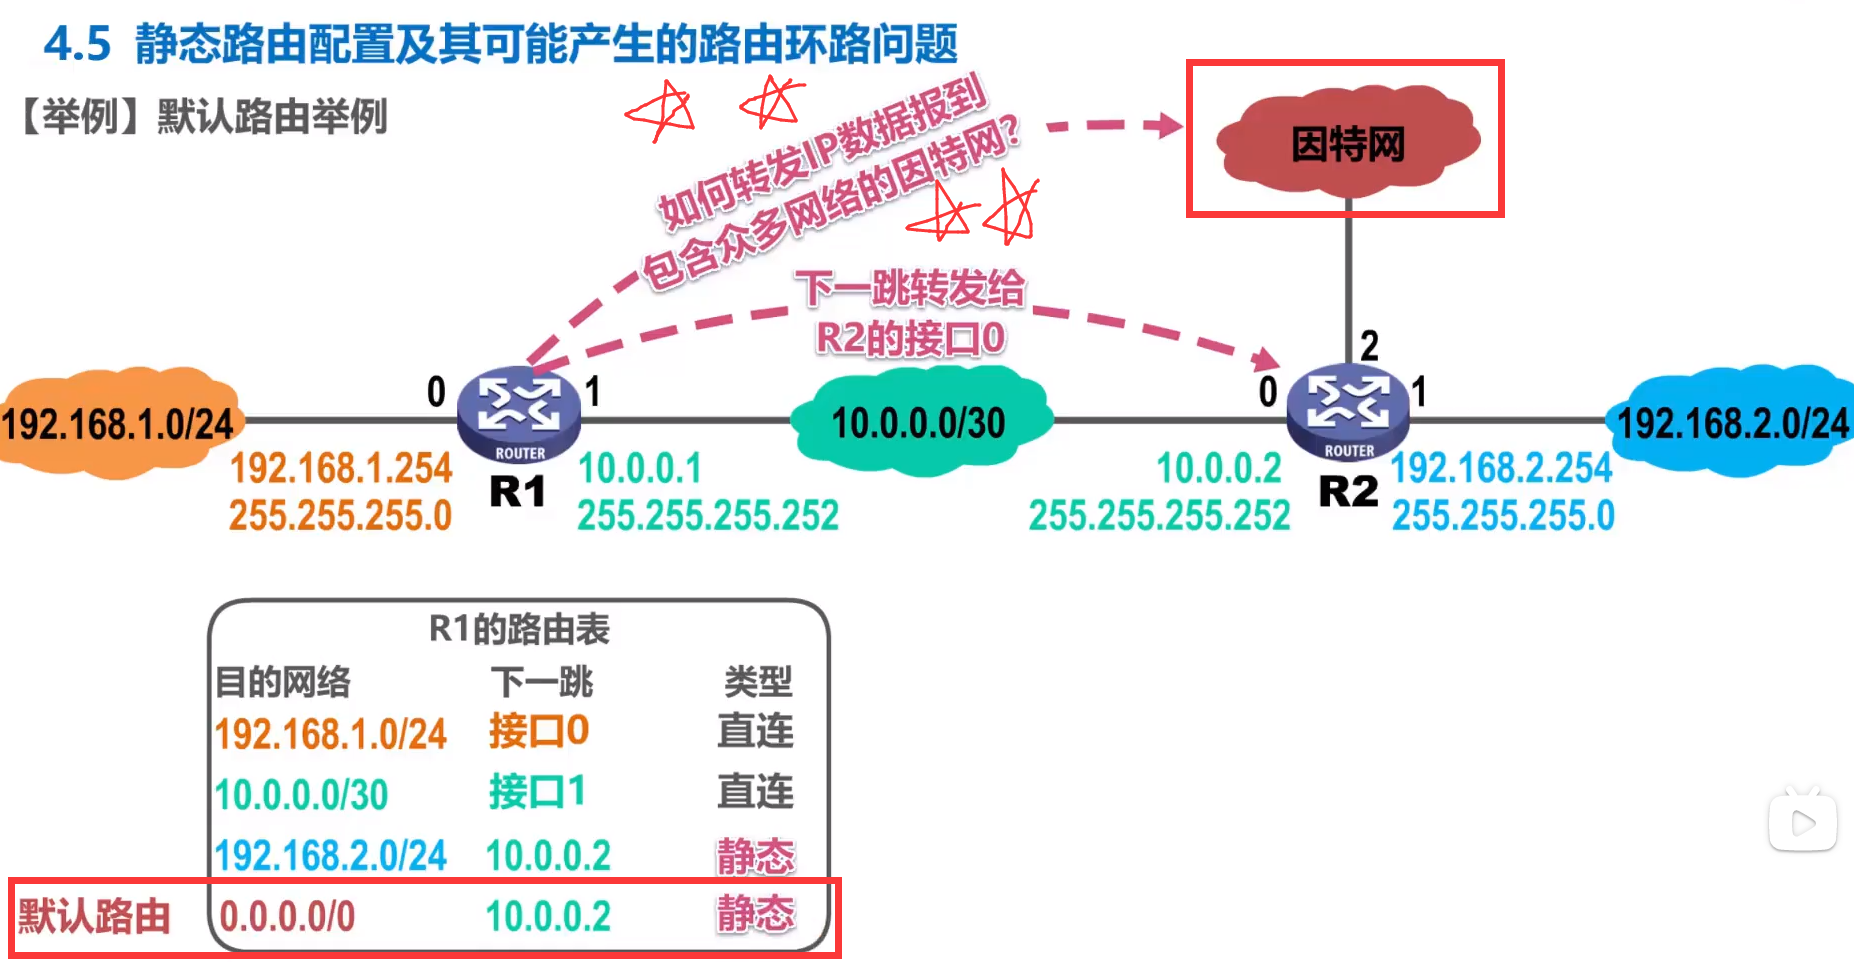 4.5 静态路由配置及其可能产生的路由环路问题
【举例】默认路由举例
如何转发IP数据报到
包含众多网络的因特网？
因特网
下一跳转发给
R2的接口0
2
0
1
0
1
192.168.1.0/24
ROUTER
10.0.0.0/30
ROUTER
192.168.2.0/24
192.168.1.254
255.255.255.0
R1
10.0.0.1
255.255.255.252
10.0.0.2
255.255.255.252
R2
192.168.2.254
255.255.255.0
R1的路由表
目的网络 下一跳 类型
192.168.1.0/24 接口0 直连
10.0.0.0/30 接口1 直连
192.168.2.0/24 10.0.0.2 静态
默认路由 0.0.0.0/0 10.0.0.2 静态